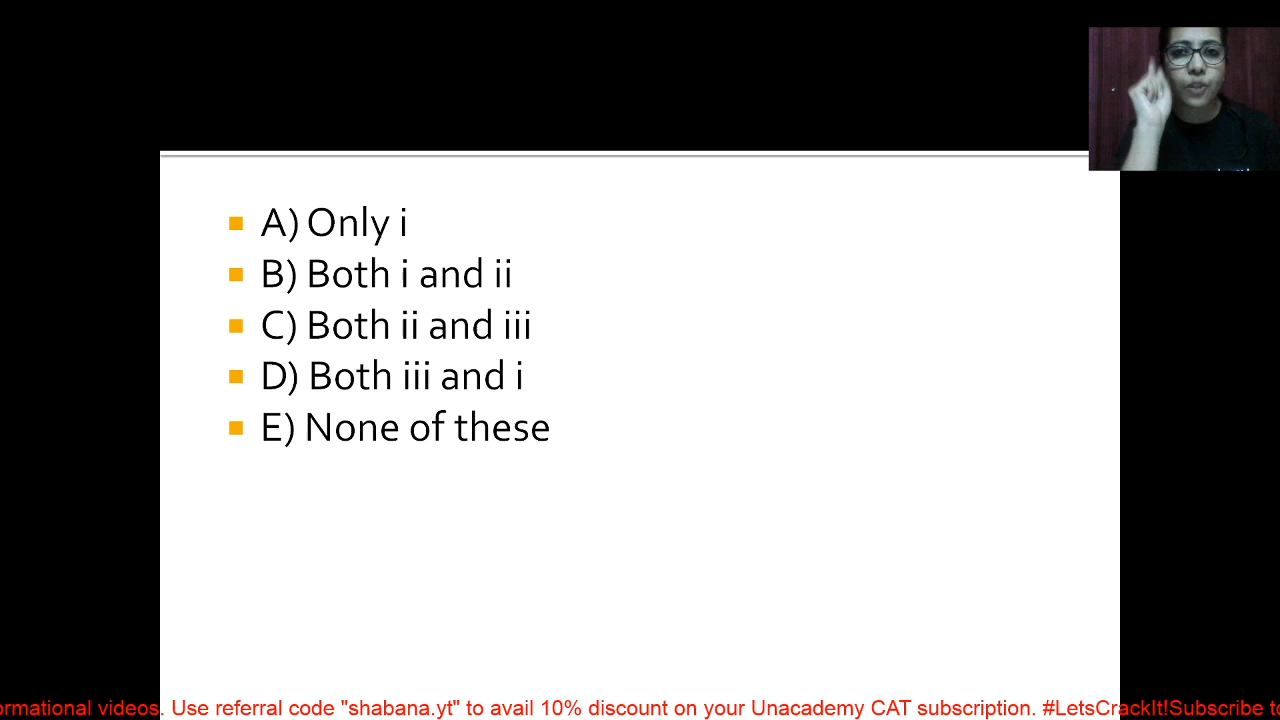 A) Only i
B) Both i and ii
C) Both ii and iii
D) Both iii and i
E) None of these
ormational videos. Use referral code "shabana.yt" to avail 10% discount on your Unacademy CAT subscription. #LetsCrackIt!Subscribe to